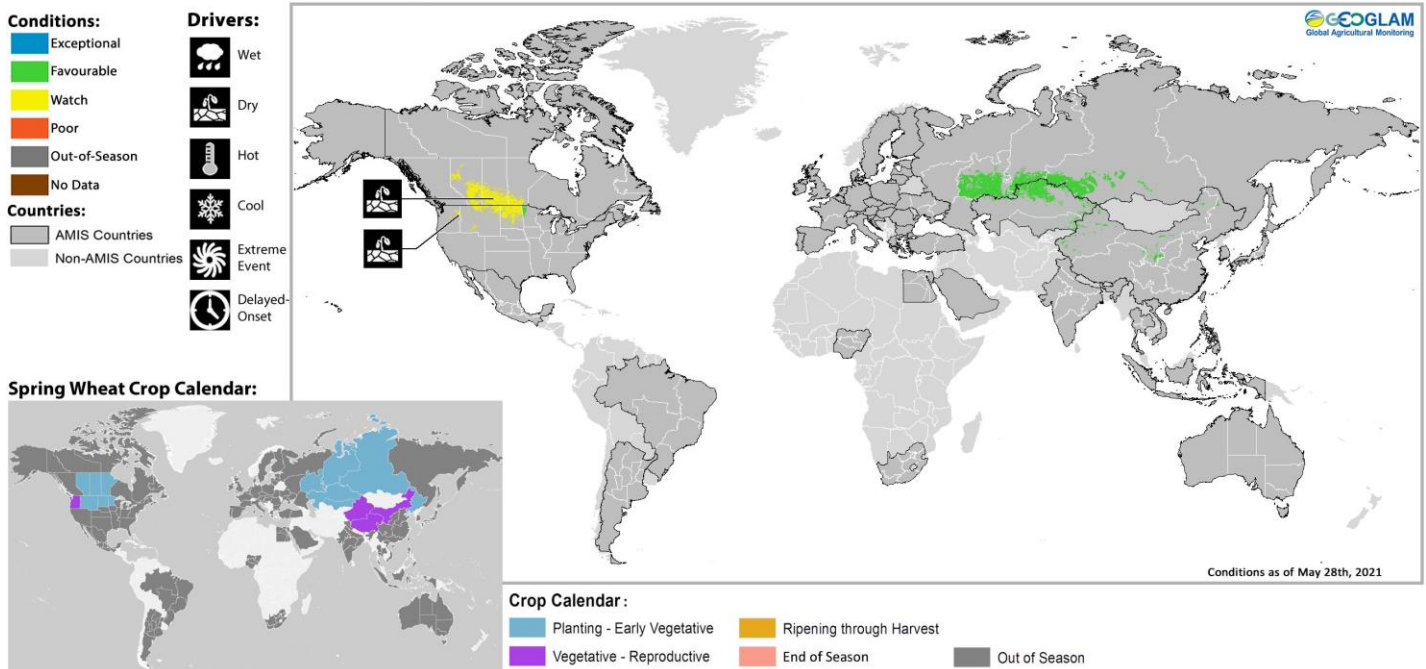 Conditions:
Exceptional
Favourable
Watch
Poor
Out-of-Season
No Data
Countries:
AMIS Countries
Non-AMIS Countries
Drivers:
Wet
Dry
Hot
Cool
Extreme
Event
Delayed-
Onset
GEOGLAM
Global Agricultural Monitoring
Conditions as of May 28th, 2021
Spring Wheat Crop Calendar:
Crop Calendar :
Planting - Early Vegetative
Vegetative - Reproductive
Ripening through Harvest
End of Season
Out of Season